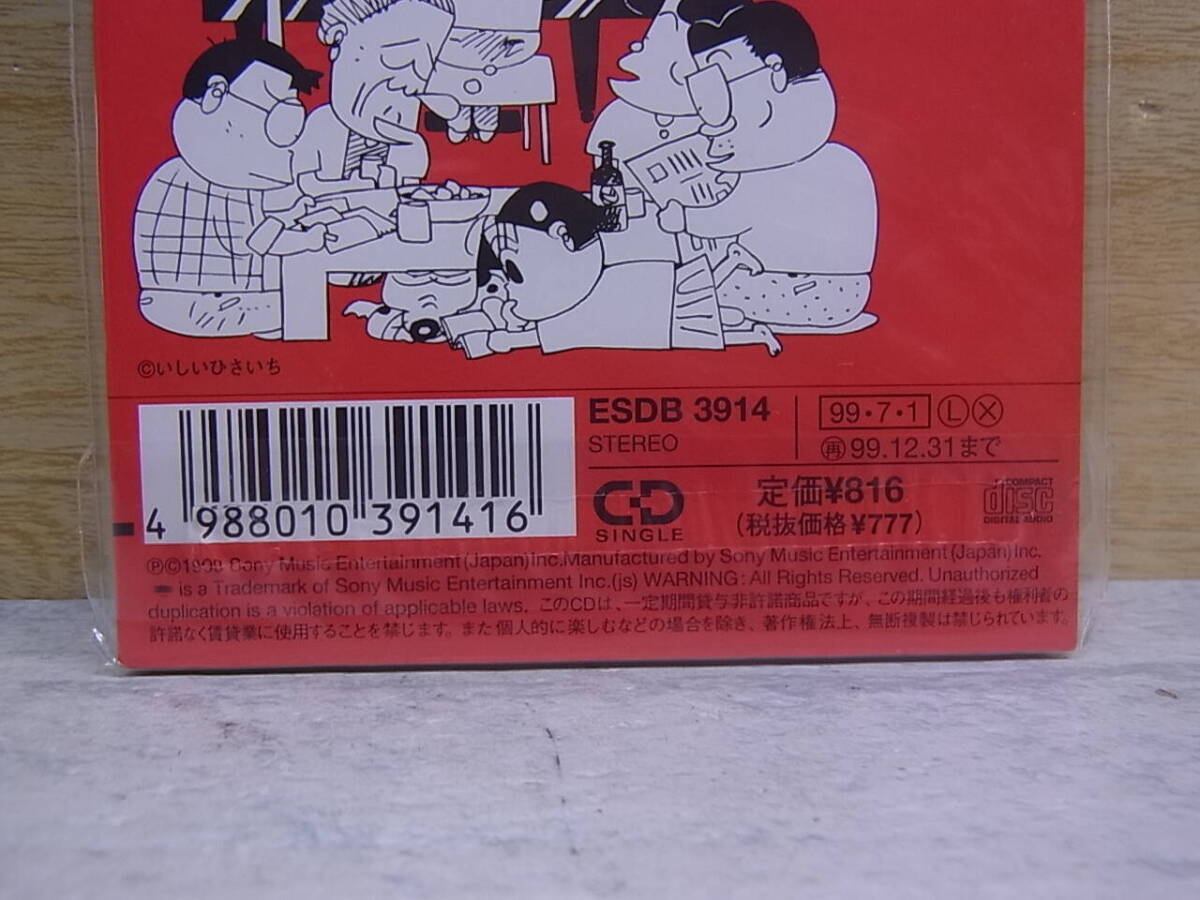 ©いしいひさいち
ESDB 3914
STEREO
99・7・1 Ⓛ Ⓧ
㊢99.12.31まで
4 988010 391416
CD
SINGLE
定価¥816
(税抜価格¥777)
COMPACT
disc
DIGITAL AUDIO
ⓅⒸ1999 Sony Music Entertainment (Japan) Inc. Manufactured by Sony Music Entertainment (Japan) Inc.
is a Trademark of Sony Music Entertainment Inc. (js) WARNING: All Rights Reserved. Unauthorized
duplication is a violation of applicable laws. このCDは、一定期間貸与非許諾商品ですが、この期間経過後も権利者の
許諾なく賃貸業に使用することを禁じます。また個人的に楽しむなどの場合を除き、著作権法上、無断複製は禁じられています。